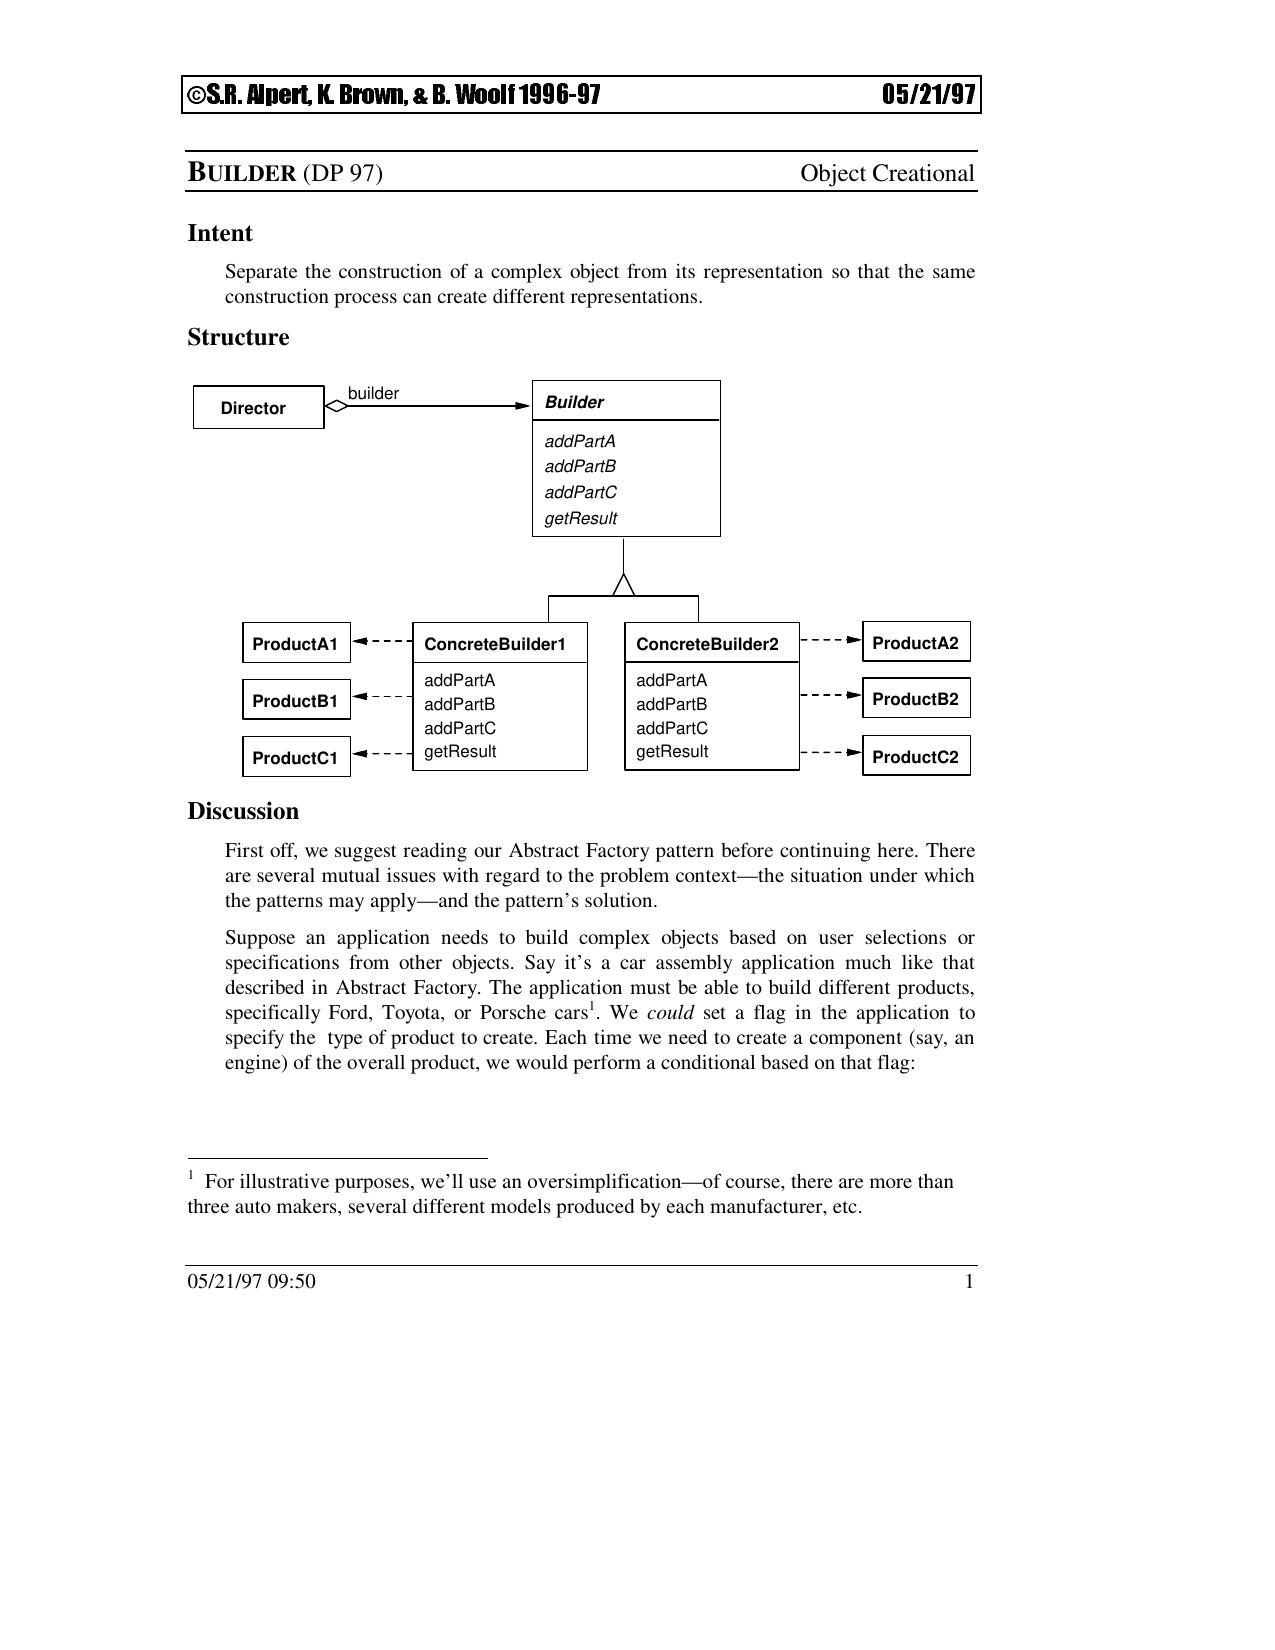 ©S.R. Alpert, K. Brown, & B. Woolf 1996-97 05/21/97
BUILDER (DP 97) Object Creational
Intent
Separate the construction of a complex object from its representation so that the same
construction process can create different representations.
Structure
Director
builder
Builder
addPartA
addPartB
addPartC
getResult
ProductA1
ProductB1
ProductC1
ConcreteBuilder1
addPartA
addPartB
addPartC
getResult
ConcreteBuilder2
addPartA
addPartB
addPartC
getResult
ProductA2
ProductB2
ProductC2
Discussion
First off, we suggest reading our Abstract Factory pattern before continuing here. There
are several mutual issues with regard to the problem context—the situation under which
the patterns may apply—and the pattern’s solution.
Suppose an application needs to build complex objects based on user selections or
specifications from other objects. Say it’s a car assembly application much like that
described in Abstract Factory. The application must be able to build different products,
specifically Ford, Toyota, or Porsche cars1. We could set a flag in the application to
specify the type of product to create. Each time we need to create a component (say, an
engine) of the overall product, we would perform a conditional based on that flag:
1 For illustrative purposes, we’ll use an oversimplification—of course, there are more than
three auto makers, several different models produced by each manufacturer, etc.
05/21/97 09:50 1